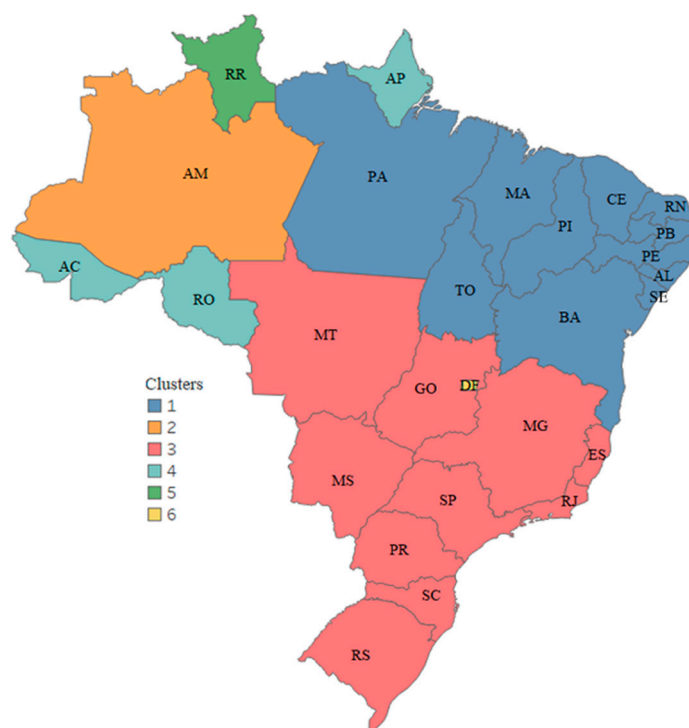 RR
AP
AM
PA
MA
CE
RN
PI
PB
PE
AL
SE
AC
RO
TO
BA
MT
GO
DF
MG
ES
MS
SP
RJ
PR
SC
RS
Clusters
1
2
3
4
5
6